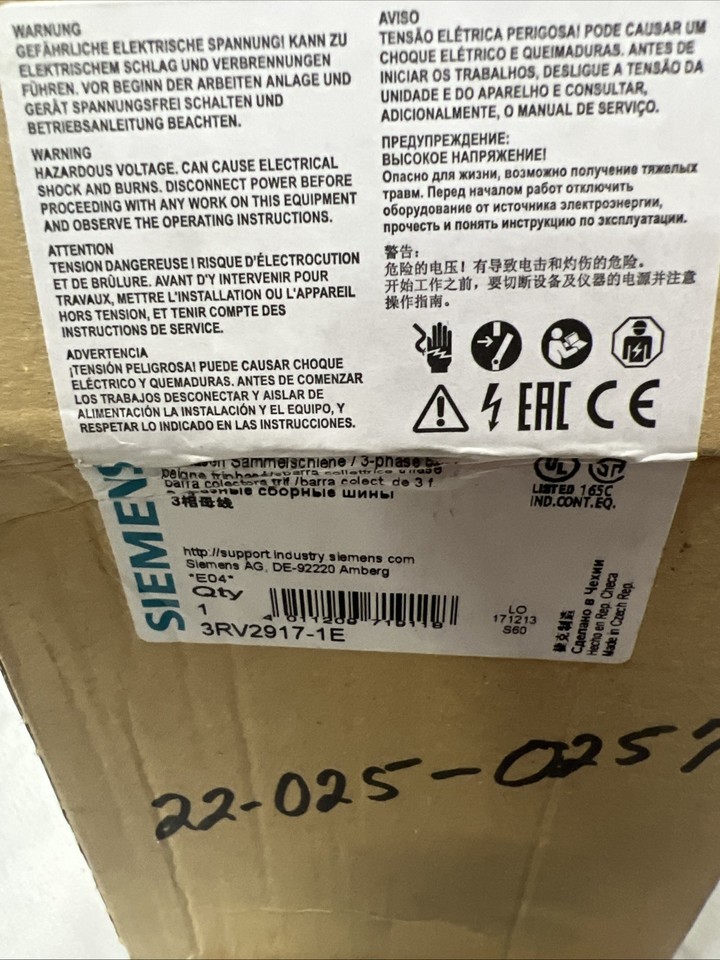 WARNUNG
GEFÄHRLICHE ELEKTRISCHE SPANNUNG! KANN ZU
ELEKTRISCHEM SCHLAG UND VERBRENNUNGEN
FÜHREN. VOR BEGINN DER ARBEITEN ANLAGE UND
GERÄT SPANNUNGSFREI SCHALTEN UND
BETRIEBSANLEITUNG BEACHTEN.
WARNING
HAZARDOUS VOLTAGE. CAN CAUSE ELECTRICAL
SHOCK AND BURNS. DISCONNECT POWER BEFORE
PROCEEDING WITH ANY WORK ON THIS EQUIPMENT
AND OBSERVE THE OPERATING INSTRUCTIONS.
ATTENTION
TENSION DANGEREUSE ! RISQUE D'ÉLECTROCUTION
ET DE BRÛLURE. AVANT D'Y INTERVENIR POUR
TRAVAUX, METTRE L'INSTALLATION OU L'APPAREIL
HORS TENSION, ET TENIR COMPTE DES
INSTRUCTIONS DE SERVICE.
ADVERTENCIA
¡TENSIÓN PELIGROSA! PUEDE CAUSAR CHOQUE
ELÉCTRICO Y QUEMADURAS. ANTES DE COMENZAR
LOS TRABAJOS DESCONECTAR Y AISLAR DE
ALIMENTACIÓN LA INSTALACIÓN Y EL EQUIPO, Y
RESPETAR LO INDICADO EN LAS INSTRUCCIONES.
AVISO
TENSÃO ELÉTRICA PERIGOSA! PODE CAUSAR UM
CHOQUE ELÉTRICO E QUEIMADURAS. ANTES DE
INICIAR OS TRABALHOS, DESLIGUE A TENSÃO DA
UNIDADE E DO APARELHO E CONSULTAR,
ADICIONALMENTE, O MANUAL DE SERVIÇO.
ПРЕДУПРЕЖДЕНИЕ:
ВЫСОКОЕ НАПРЯЖЕНИЕ!
Опасно для жизни, возможно получение тяжелых
травм. Перед началом работ отключить
оборудование от источника электроэнергии,
прочесть и понять инструкцию по эксплуатации.
警告：
危险的电压！有导致电击和灼伤的危险。
开始工作之前，要切断设备及仪器的电源并注意
操作指南。
EAC CE
SIEMENS
Sammelschiene / 3-phase
barra colectora trif /barra colect de 3 f
сборные шины
3相母线
UL
LISTED 165C
IND.CONT.EQ.
http://support industry siemens com
Siemens AG, DE-92220 Amberg
"E04"
Qty
1
3RV2917-1E
LO
171213
S60
捷克制造
Сделано в Чехии
Hecho en Rep. Checa
Made in Czech Rep.
22-025-0257